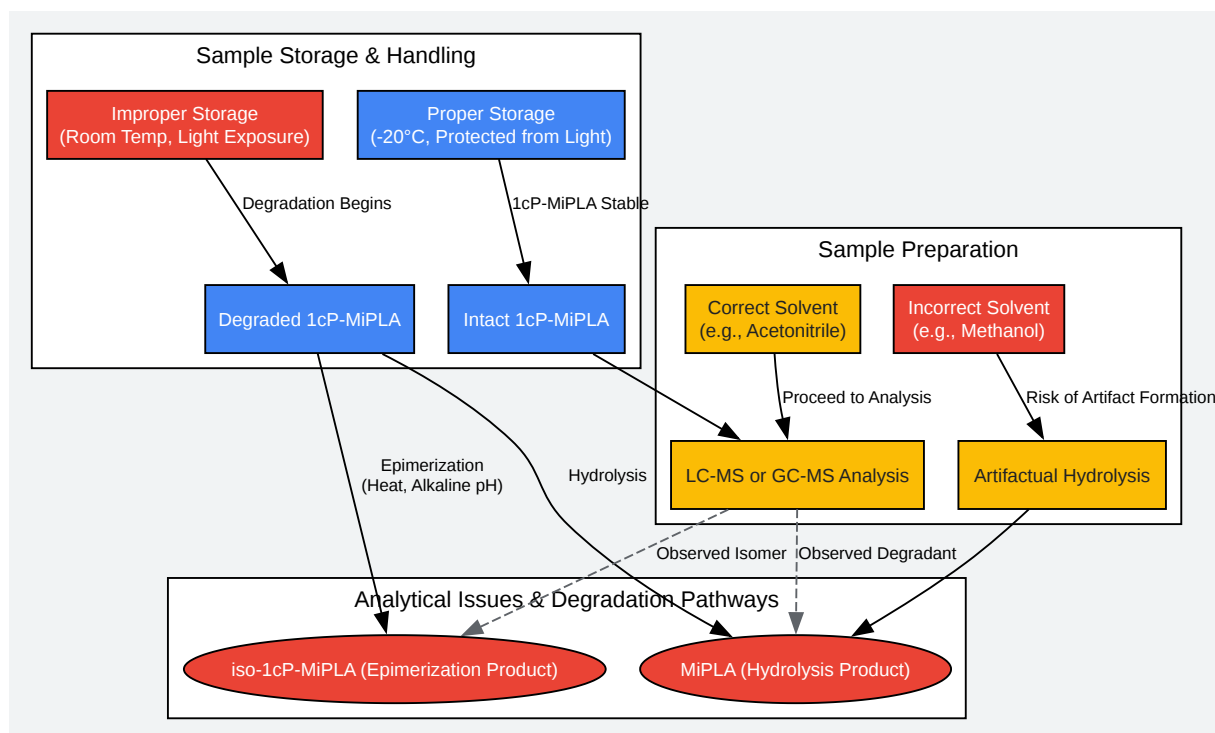 Sample Storage & Handling
Improper Storage
(Room Temp, Light Exposure)
Proper Storage
(-20°C, Protected from Light)
Degradation Begins
1cP-MiPLA Stable
Degraded 1cP-MiPLA
Intact 1cP-MiPLA
Sample Preparation
Correct Solvent
(e.g., Acetonitrile)
Incorrect Solvent
(e.g., Methanol)
Proceed to Analysis
Risk of Artifact Formation
LC-MS or GC-MS Analysis
Artifactual Hydrolysis
Epimerization
(Heat, Alkaline pH)
Hydrolysis
Observed Isomer
Observed Degradant
Analytical Issues & Degradation Pathways
iso-1cP-MiPLA (Epimerization Product)
MiPLA (Hydrolysis Product)